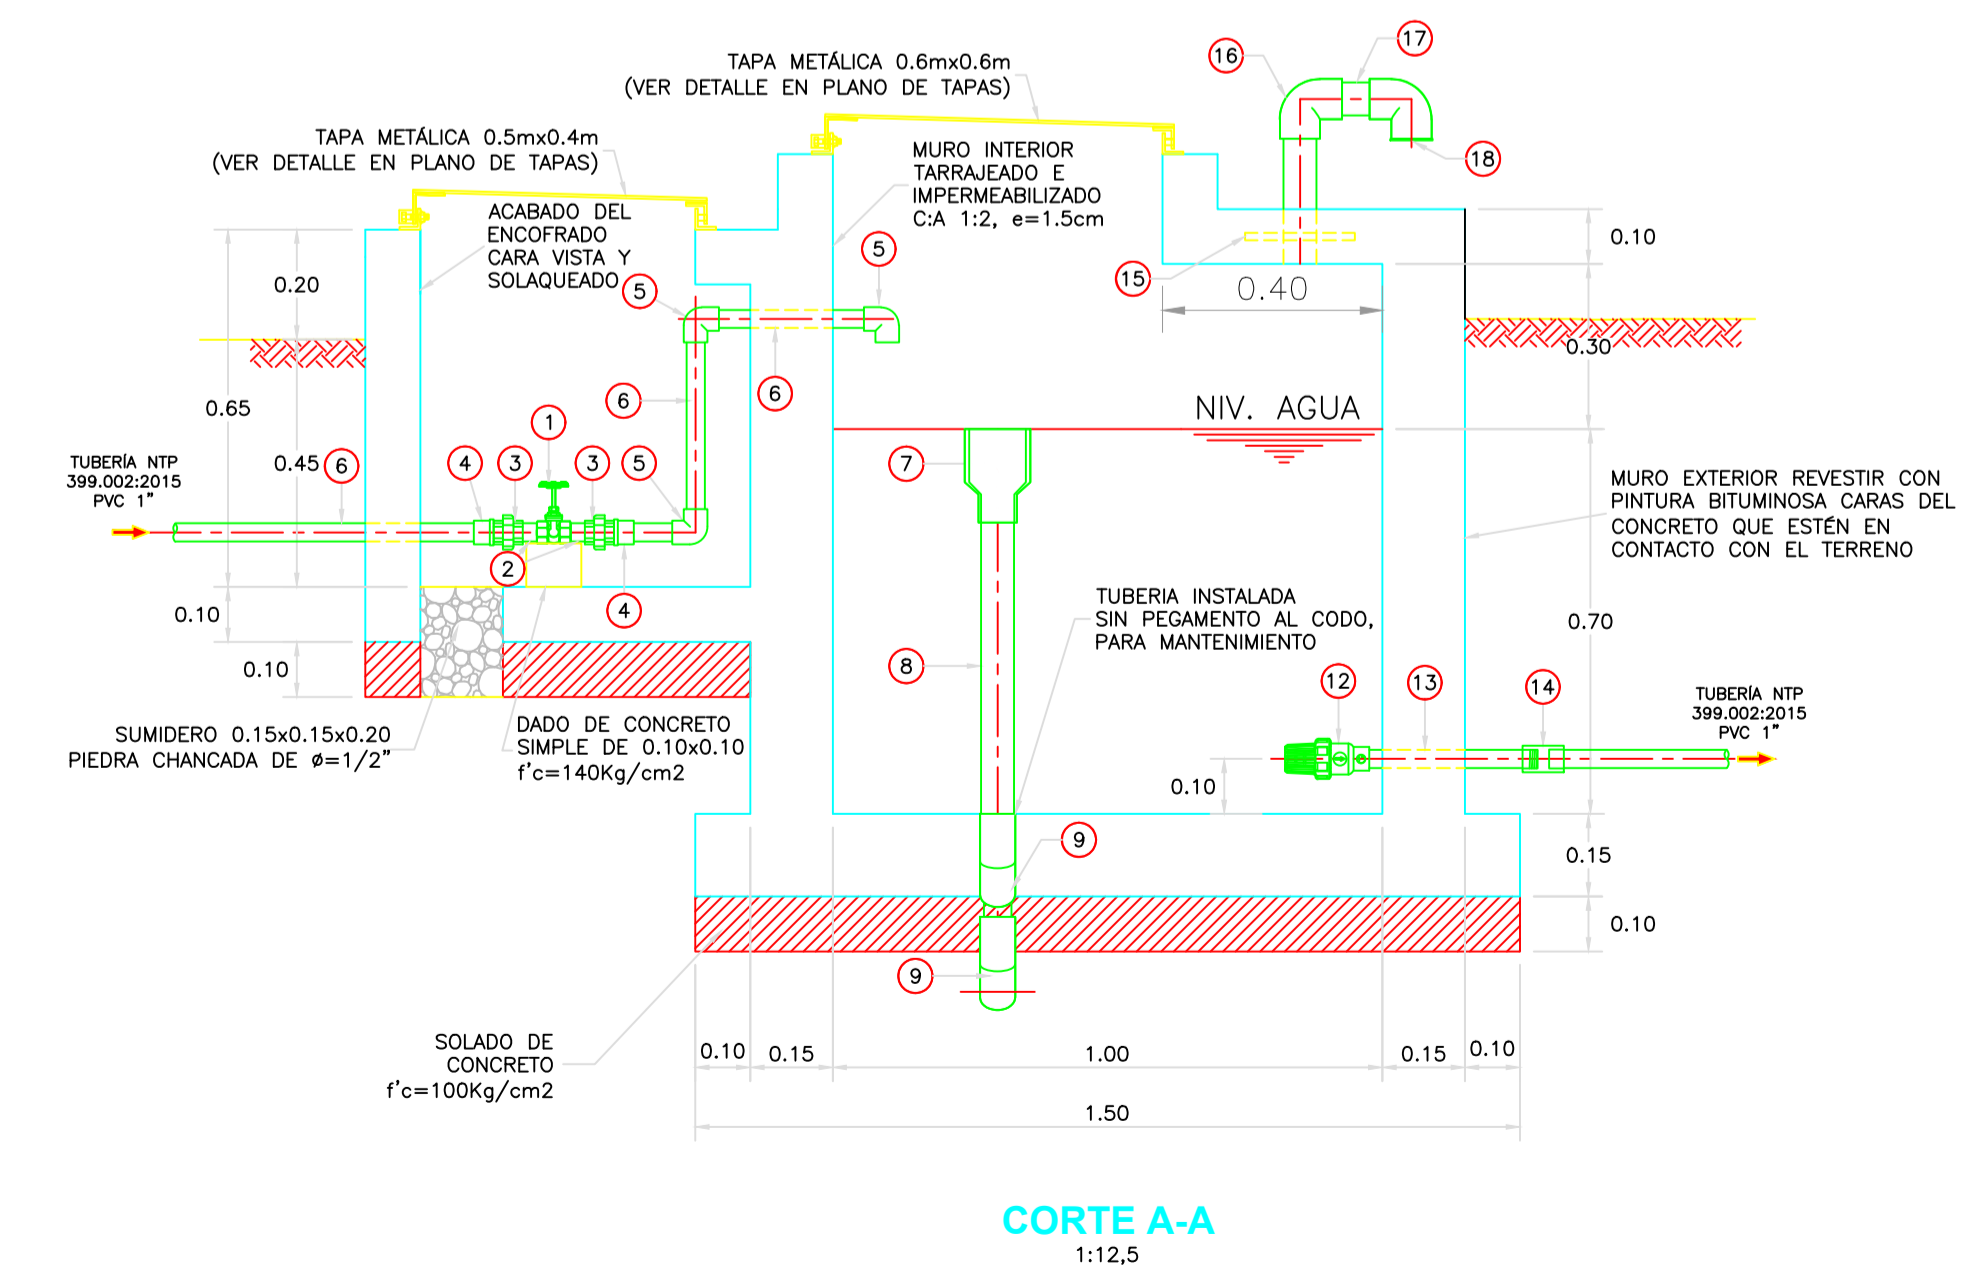 17
16
TAPA METÁLICA 0.6mx0.6m
(VER DETALLE EN PLANO DE TAPAS)
TAPA METÁLICA 0.5mx0.4m
(VER DETALLE EN PLANO DE TAPAS)
MURO INTERIOR
TARRAJEADO E
IMPERMEABILIZADO
C:A 1:2, e=1.5cm
18
ACABADO DEL
ENCOFRADO
CARA VISTA Y
SOLAQUEADO
5
5
15
0.10
0.20
0.40
0.30
6
6
0.65
1
NIV. AGUA
TUBERÍA NTP
399.002:2015
PVC 1"
0.45
6
4
3
3
5
7
MURO EXTERIOR REVESTIR CON
PINTURA BITUMINOSA CARAS DEL
CONCRETO QUE ESTÉN EN
CONTACTO CON EL TERRENO
2
4
0.10
0.10
TUBERIA INSTALADA
SIN PEGAMENTO AL CODO,
PARA MANTENIMIENTO
0.70
8
12
13
14
TUBERÍA NTP
399.002:2015
PVC 1"
SUMIDERO 0.15x0.15x0.20
PIEDRA CHANCADA DE ø=1/2"
DADO DE CONCRETO
SIMPLE DE 0.10x0.10
f'c=140Kg/cm2
0.10
9
0.15
0.10
9
SOLADO DE
CONCRETO
f'c=100Kg/cm2
0.10
0.15
1.00
0.15
0.10
1.50
CORTE A-A
1:12,5